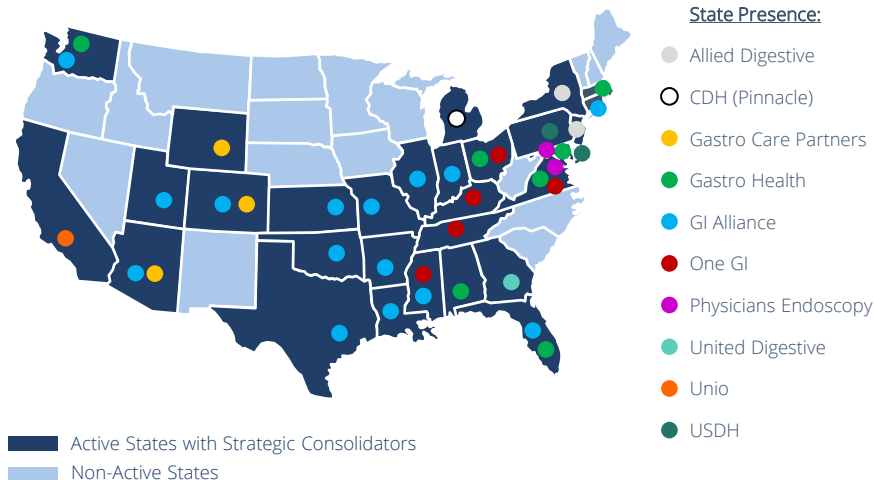 State Presence:
Allied Digestive
CDH (Pinnacle)
Gastro Care Partners
Gastro Health
GI Alliance
One GI
Physicians Endoscopy
United Digestive
Unio
USDH
Active States with Strategic Consolidators
Non-Active States